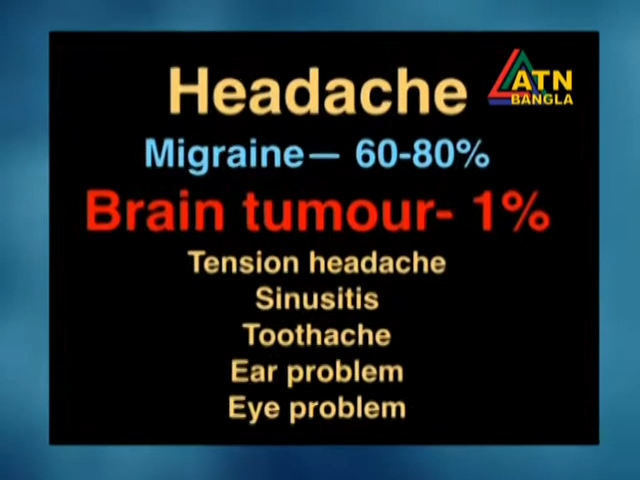 Headache
ATN
BANGLA
Migraine— 60-80%
Brain tumour- 1%
Tension headache
Sinusitis
Toothache
Ear problem
Eye problem